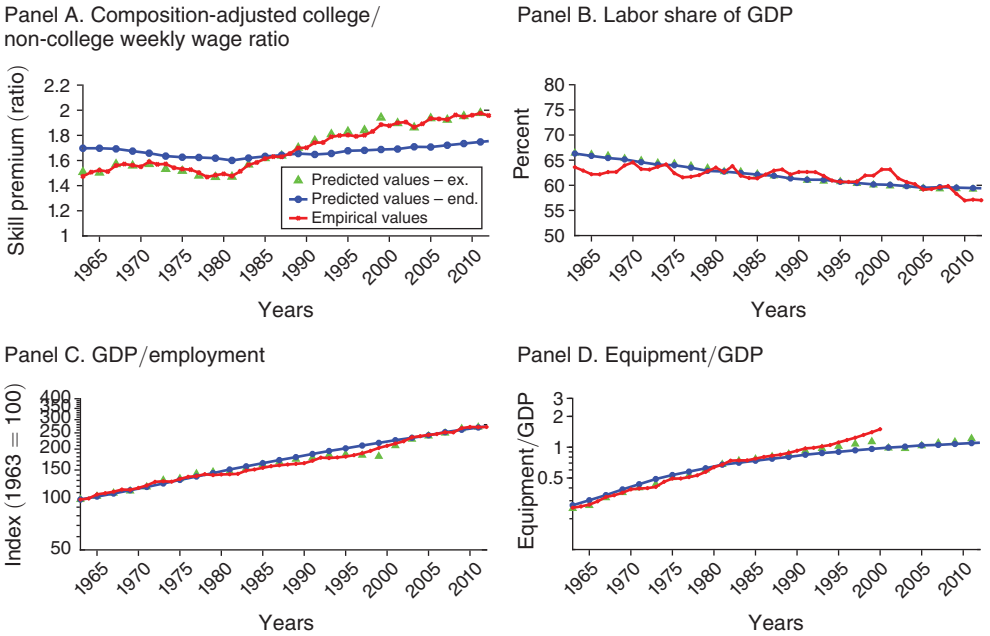 Panel A. Composition-adjusted college/
non-college weekly wage ratio
Skill premium (ratio)
2.2
2
1.8
1.6
1.4
1.2
1
Predicted values – ex.
Predicted values – end.
Empirical values
1965 1970 1975 1980 1985 1990 1995 2000 2005 2010
Years
Panel B. Labor share of GDP
Percent
80
75
70
65
60
55
50
1965 1970 1975 1980 1985 1990 1995 2000 2005 2010
Years
Panel C. GDP/employment
Index (1963 = 100)
400
350
300
250
200
150
100
50
1965 1970 1975 1980 1985 1990 1995 2000 2005 2010
Years
Panel D. Equipment/GDP
Equipment/GDP
3
2
1
0.5
1965 1970 1975 1980 1985 1990 1995 2000 2005 2010
Years